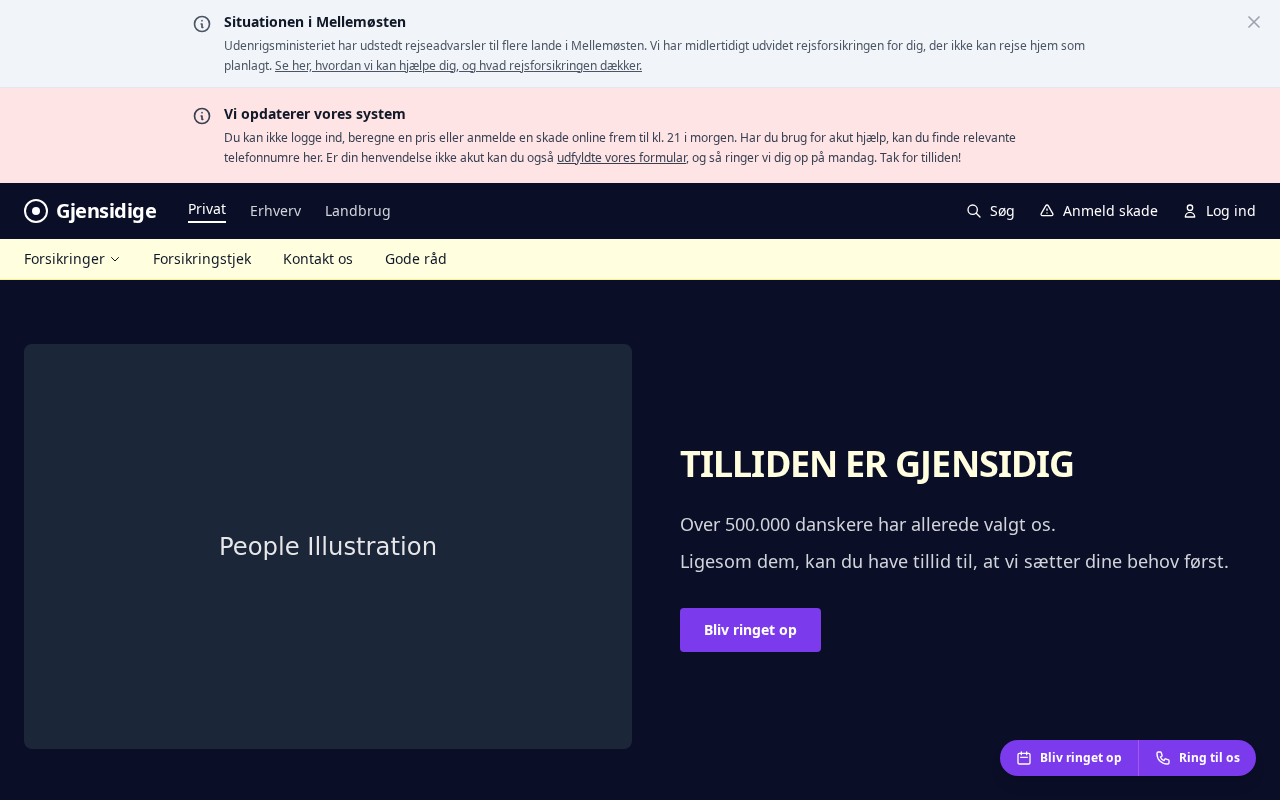 Situationen i Mellemøsten
Udenrigsministeriet har udstedt rejseadvarsler til flere lande i Mellemøsten. Vi har midlertidigt udvidet rejsforsikringen for dig, der ikke kan rejse hjem som
planlagt. Se her, hvordan vi kan hjælpe dig, og hvad rejsforsikringen dækker.
Vi opdaterer vores system
Du kan ikke logge ind, beregne en pris eller anmelde en skade online frem til kl. 21 i morgen. Har du brug for akut hjælp, kan du finde relevante
telefonnumre her. Er din henvendelse ikke akut kan du også udfyldte vores formular, og så ringer vi dig op på mandag. Tak for tilliden!
Gjensidige
Privat
Erhverv
Landbrug
Søg
Anmeld skade
Log ind
Forsikringer
Forsikringstjek
Kontakt os
Gode råd
People Illustration
TILLIDEN ER GJENSIDIG
Over 500.000 danskere har allerede valgt os.
Ligesom dem, kan du have tillid til, at vi sætter dine behov først.
Bliv ringet op
Bliv ringet op
Ring til os